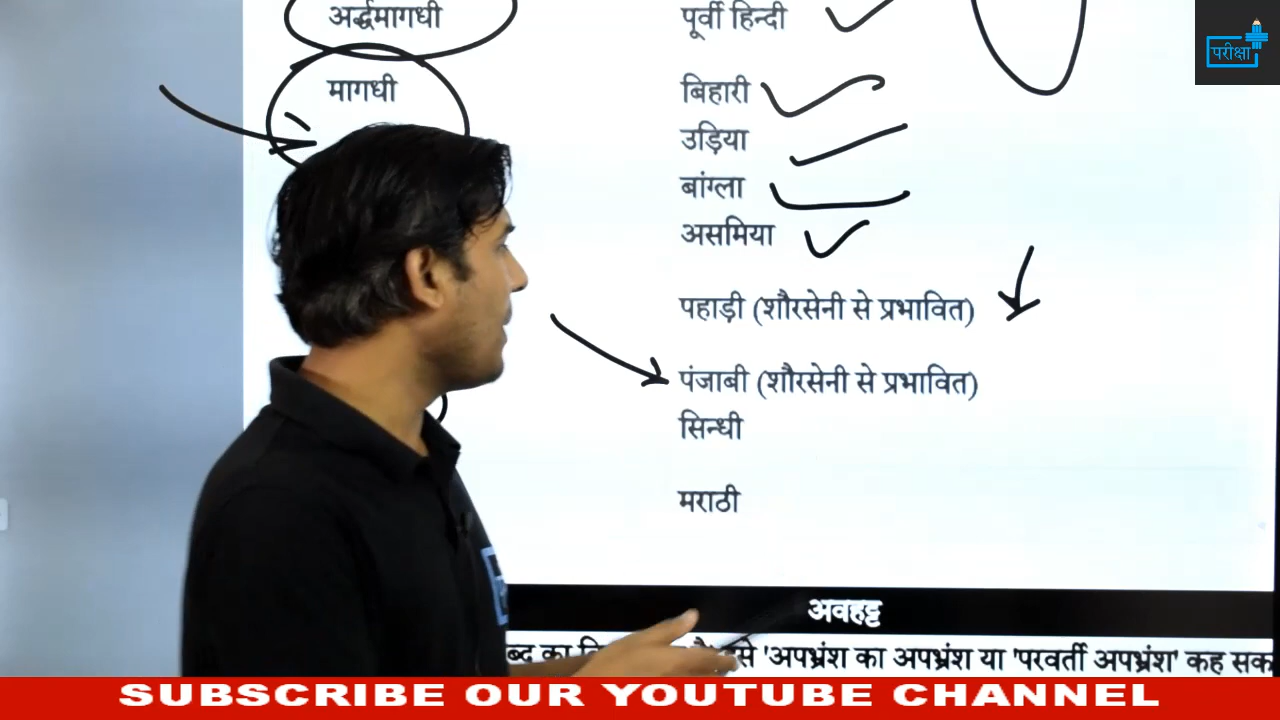 अर्द्धमागधी पूर्वी हिन्दी
परीक्षा
मागधी बिहारी
उड़िया
बांग्ला
असमिया
पहाड़ी (शौरसेनी से प्रभावित)
पंजाबी (शौरसेनी से प्रभावित)
सिन्धी
मराठी
अवहट्ट
'अपभ्रंश का अपभ्रंश या 'परवर्ती अपभ्रंश' कह
SUBSCRIBE OUR YOUTUBE CHANNEL